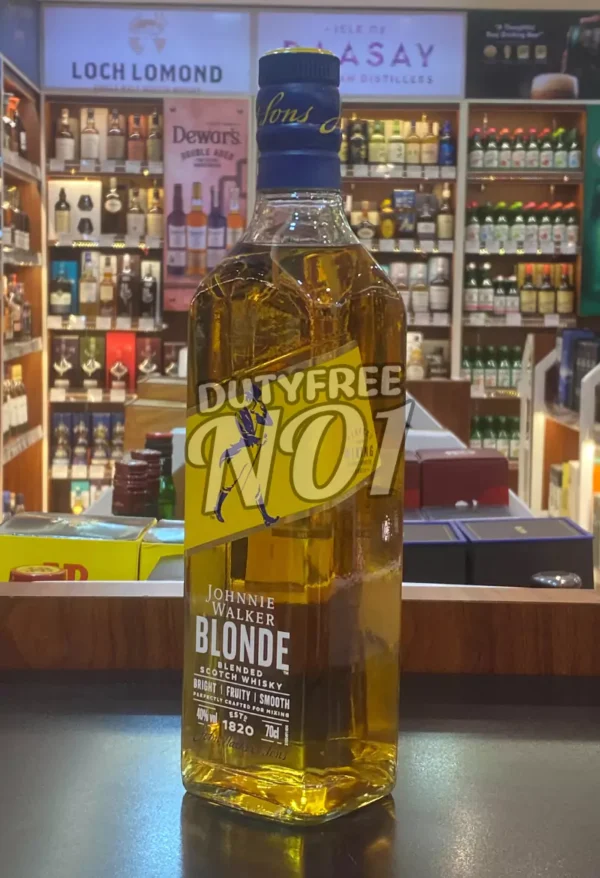 LOCH LOMOND
ISLE OF
RAASAY
Dewar's
DOUBLE AGED
Sons
DUTYFREE
NO1
JOHNNIE
WALKER
BLONDE
BLENDED
SCOTCH WHISKY
BRIGHT | FRUITY | SMOOTH
PERFECTLY CRAFTED FOR MIXING
40% vol
ESTD
1820
70cl